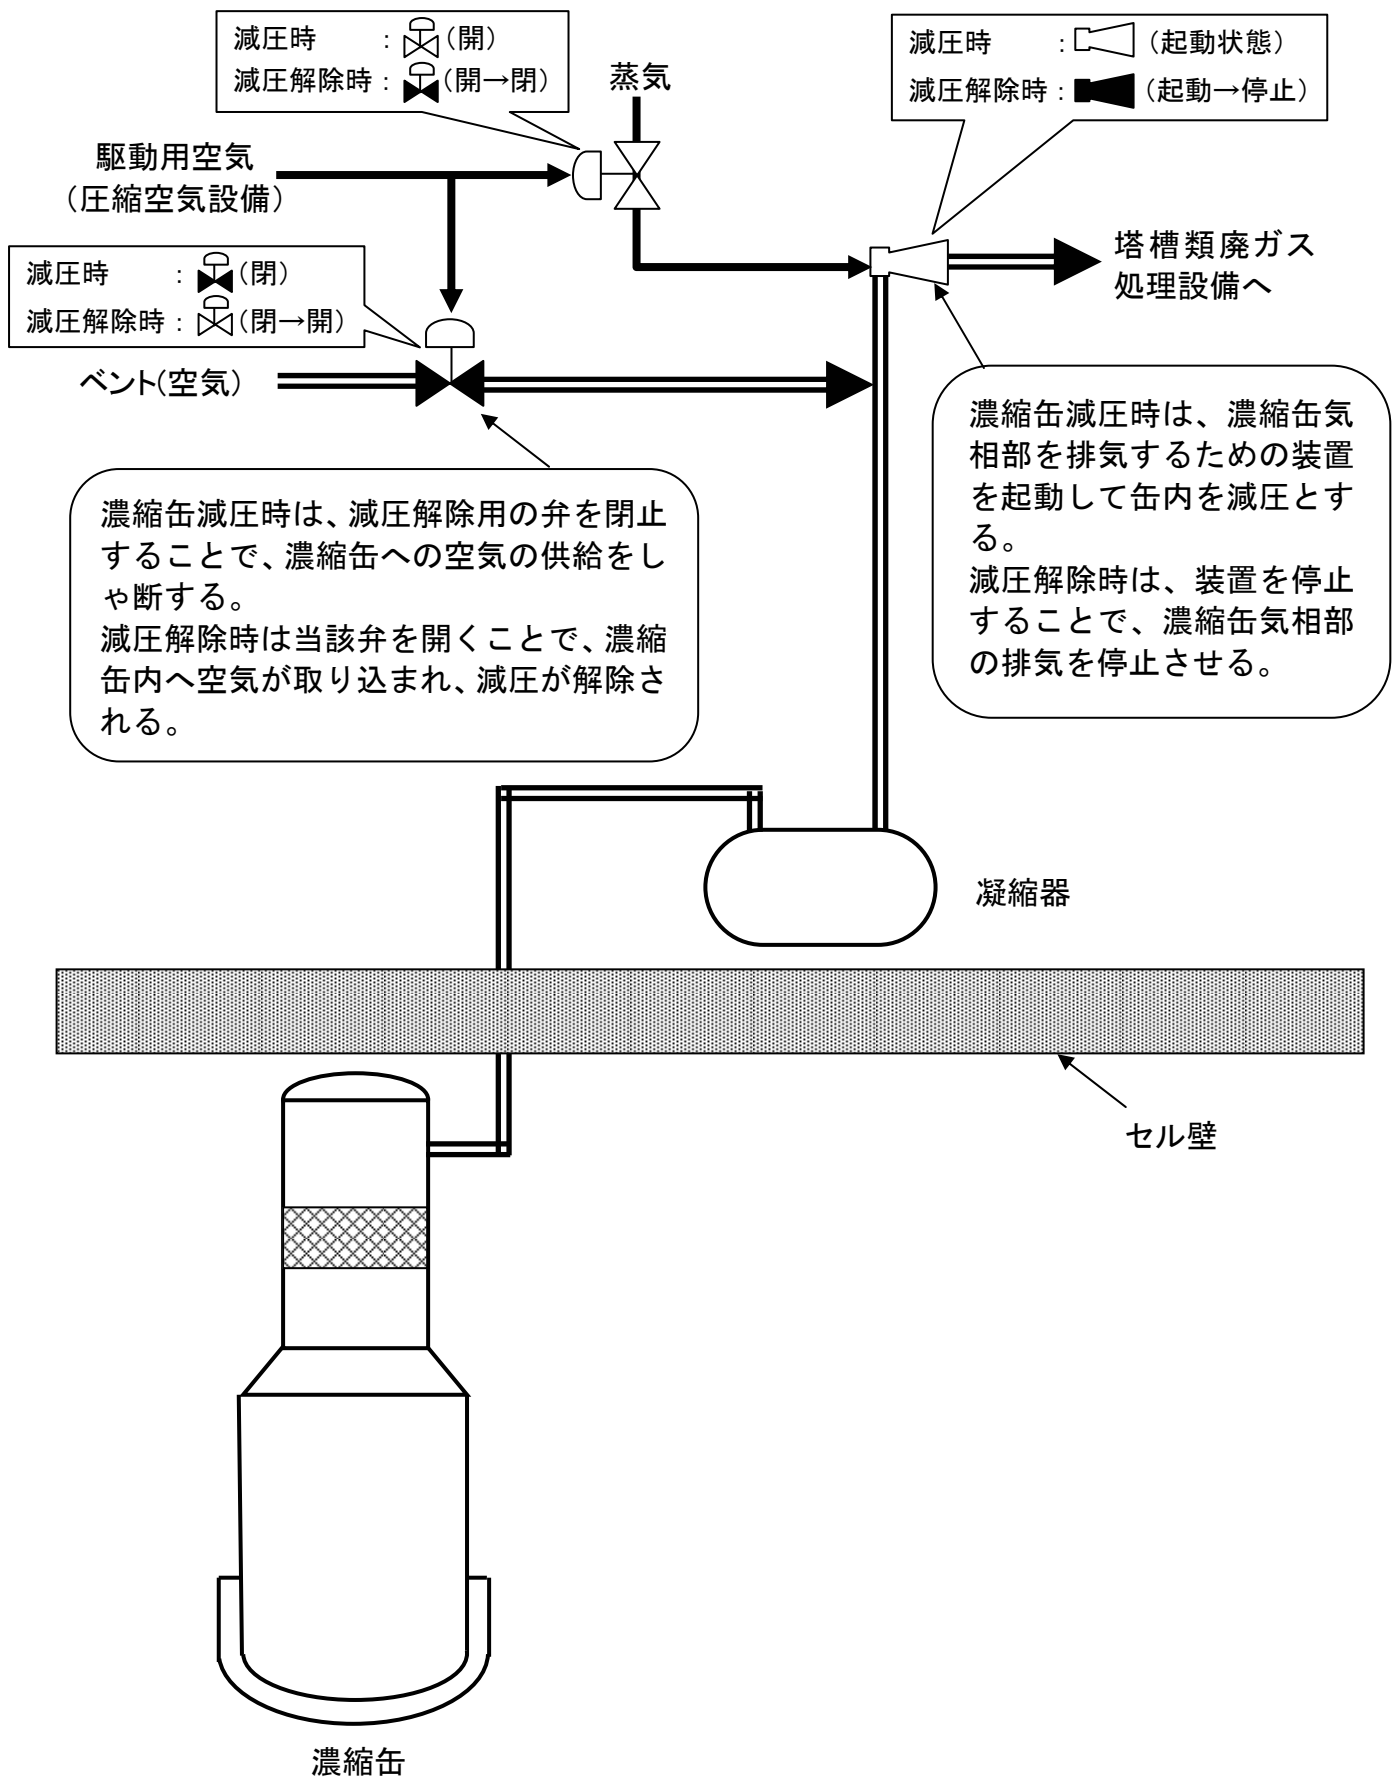 減圧時　　：(開)
減圧解除時：(開→閉)
減圧時　　：(起動状態)
減圧解除時：(起動→停止)
蒸気
駆動用空気
(圧縮空気設備)
塔槽類廃ガス
処理設備へ
減圧時　　：(閉)
減圧解除時：(閉→開)
ベント(空気)
濃縮缶減圧時は、濃縮缶気
相部を排気するための装置
を起動して缶内を減圧とす
る。
減圧解除時は、装置を停止
することで、濃縮缶気相部
の排気を停止させる。
濃縮缶減圧時は、減圧解除用の弁を閉止
することで、濃縮缶への空気の供給をし
ゃ断する。
減圧解除時は当該弁を開くことで、濃縮
缶内へ空気が取り込まれ、減圧が解除さ
れる。
凝縮器
セル壁
濃縮缶